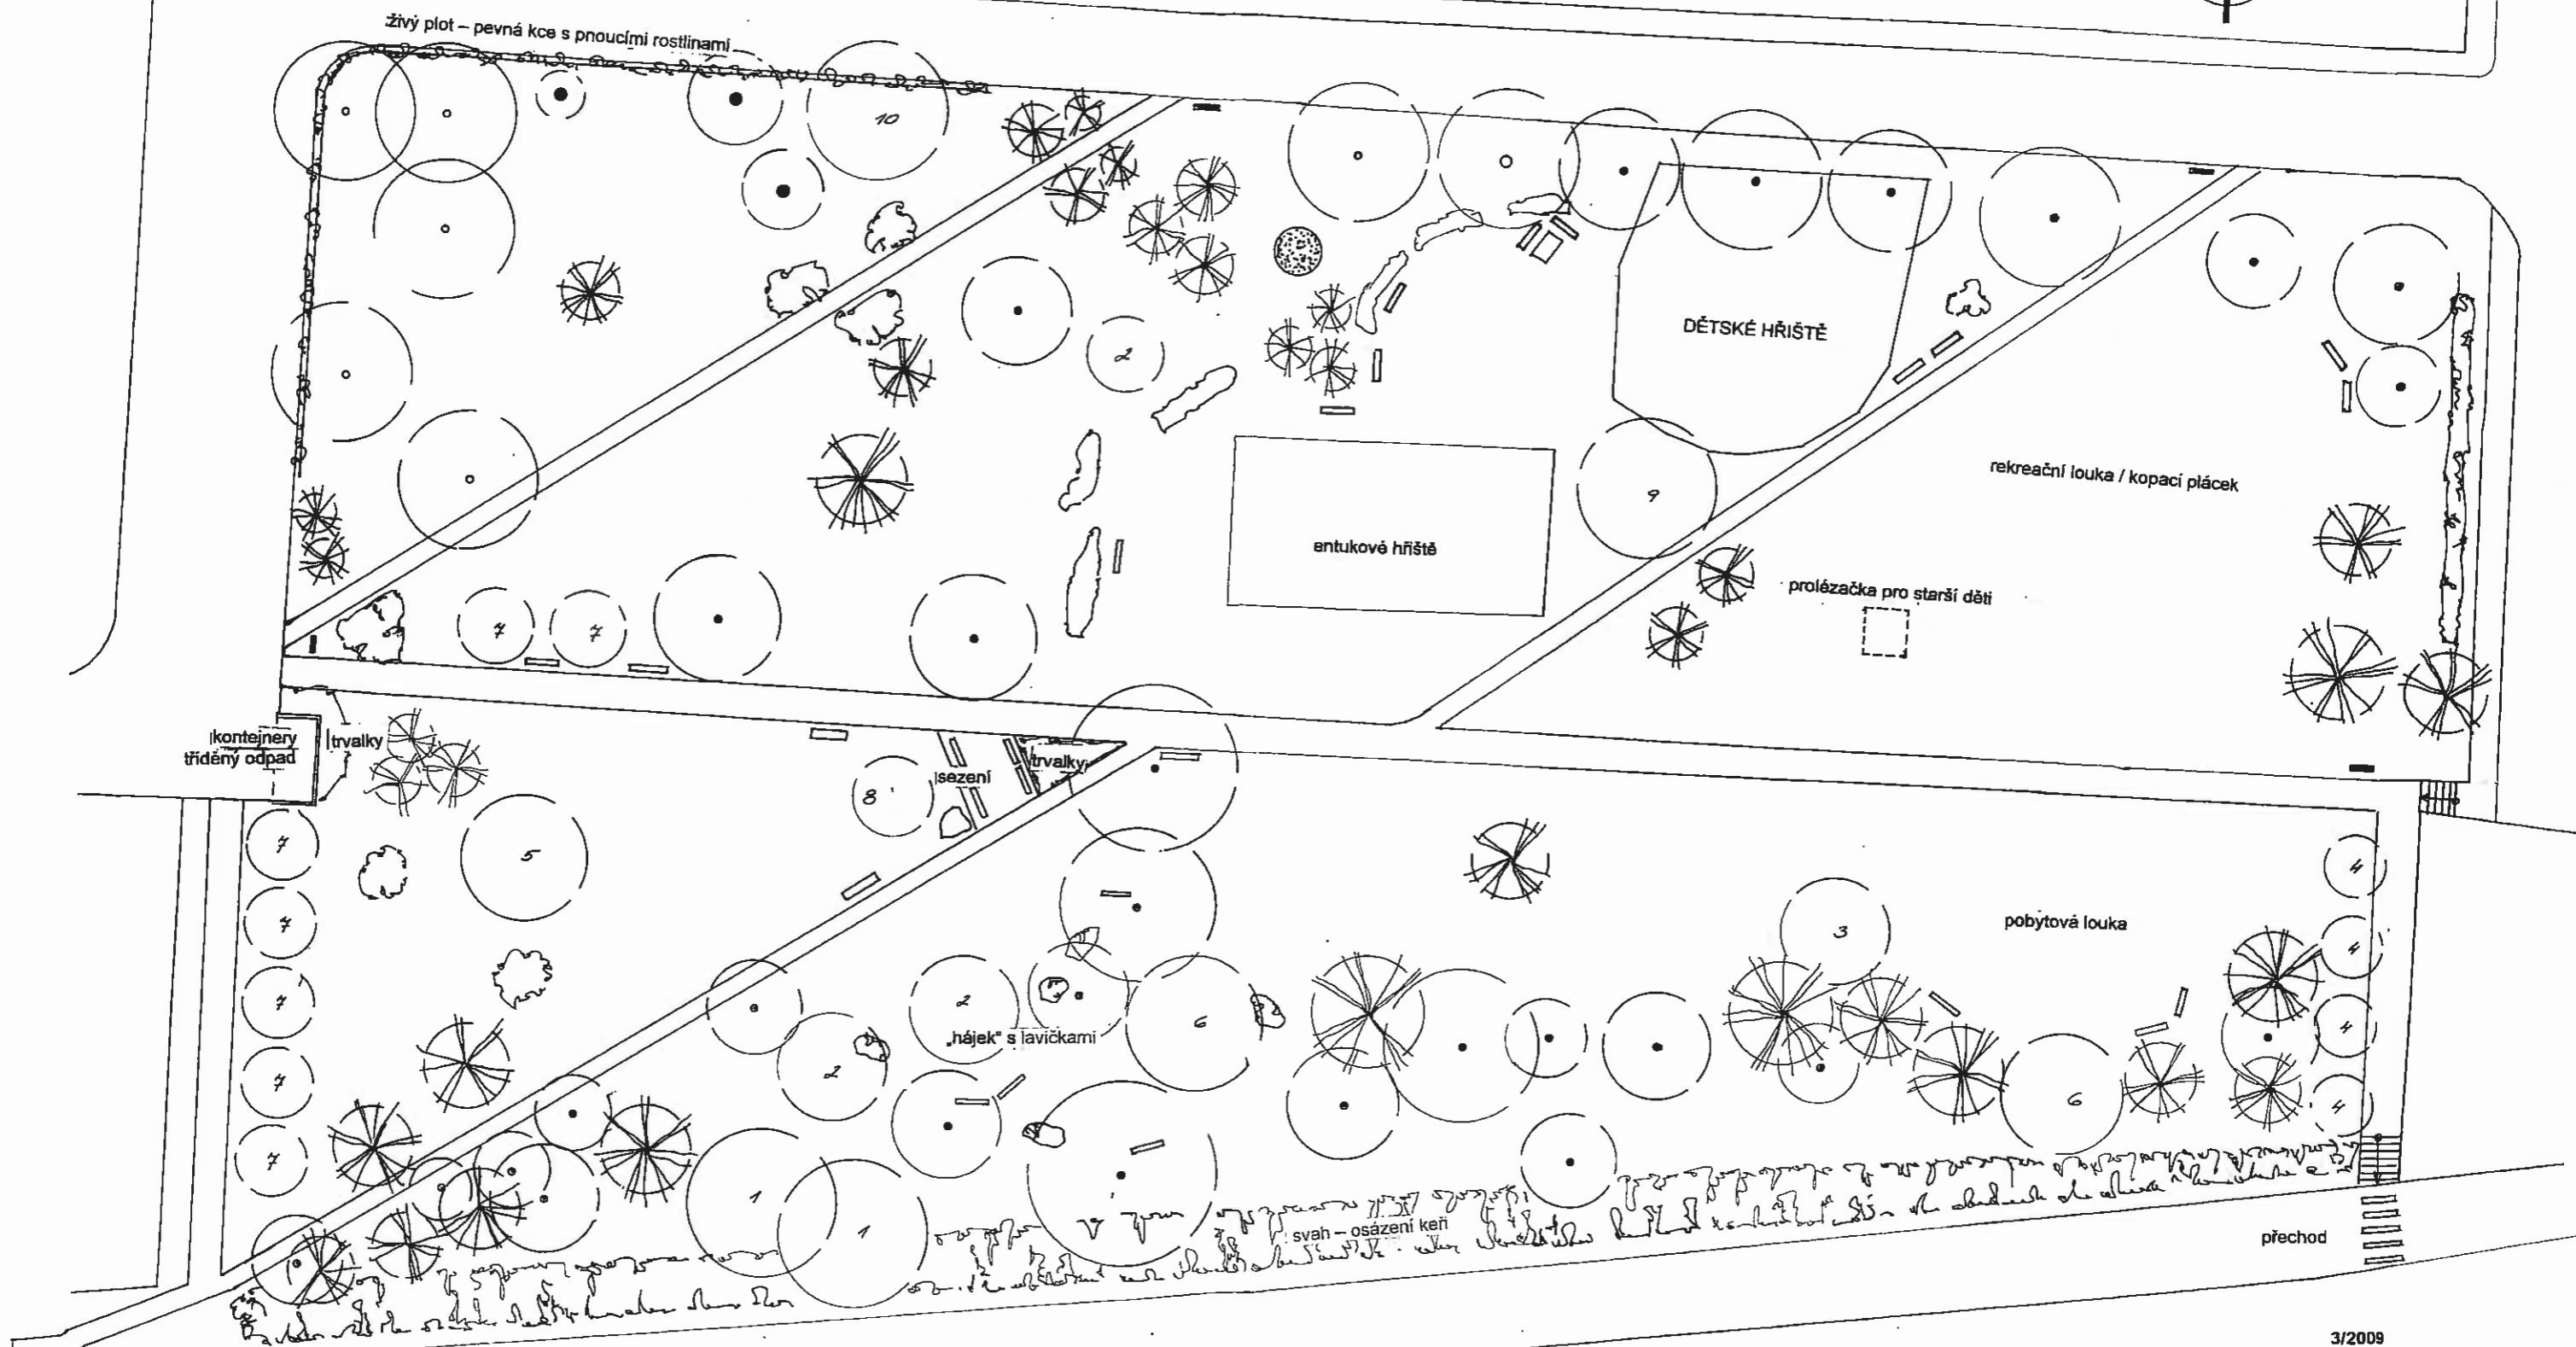 živý plot – pevná kce s pnoucími rostlinami
10
2
DĚTSKÉ HŘIŠTĚ
rekreační louka / kopací plácek
9
antukové hřiště
prolézačka pro starší děti
7
7
kontejnery
tříděný odpad
trvalky
sezení
trvalky
8
7
5
4
7
3
pobytová louka
4
7
2
6
„hájek“ s lavičkami
4
7
2
6
4
7
1
1
svah – osázení keři
přechod
3/2009